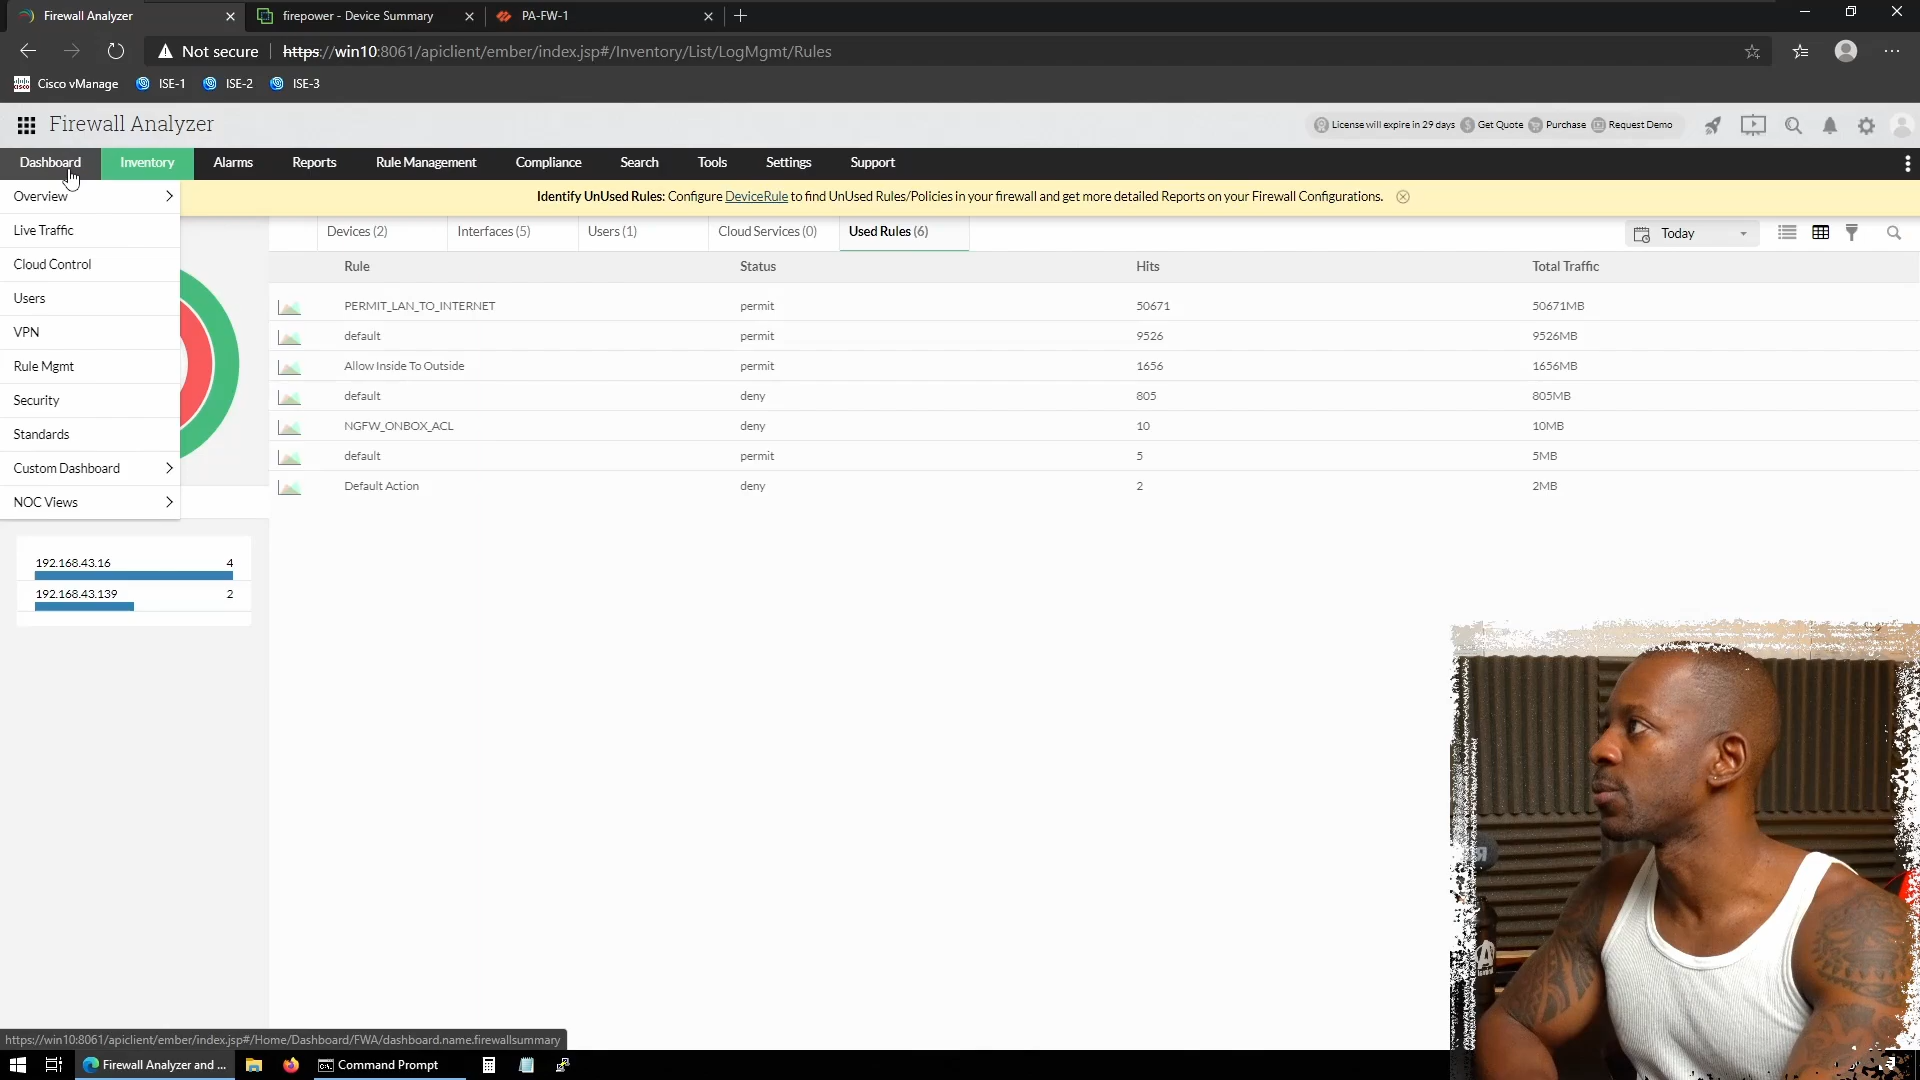 Firewall Analyzer
firepower - Device Summary
PA-FW-1
Not secure
https://win10:8061/apiclient/ember/index.jsp#/Inventory/List/LogMgmt/Rules
Cisco vManage
ISE-1
ISE-2
ISE-3
Firewall Analyzer
License will expire in 29 days
Get Quote
Purchase
Request Demo
Dashboard
Inventory
Alarms
Reports
Rule Management
Compliance
Search
Tools
Settings
Support
Identify UnUsed Rules: Configure DeviceRule to find UnUsed Rules/Policies in your firewall and get more detailed Reports on your Firewall Configurations.
Overview
Live Traffic
Cloud Control
Users
VPN
Rule Mgmt
Security
Standards
Custom Dashboard
NOC Views
Devices (2)
Interfaces (5)
Users (1)
Cloud Services (0)
Used Rules (6)
Today
Rule Status Hits Total Traffic
PERMIT_LAN_TO_INTERNET permit 50671 50671MB
default permit 9526 9526MB
Allow Inside To Outside permit 1656 1656MB
default deny 805 805MB
NGFW_ONBOX_ACL deny 10 10MB
default permit 5 5MB
Default Action deny 2 2MB
192.168.43.16 4
192.168.43.139 2
https://win10:8061/apiclient/ember/index.jsp#/Home/Dashboard/FWA/dashboard.name.firewallsummary
Firewall Analyzer and ...
Command Prompt